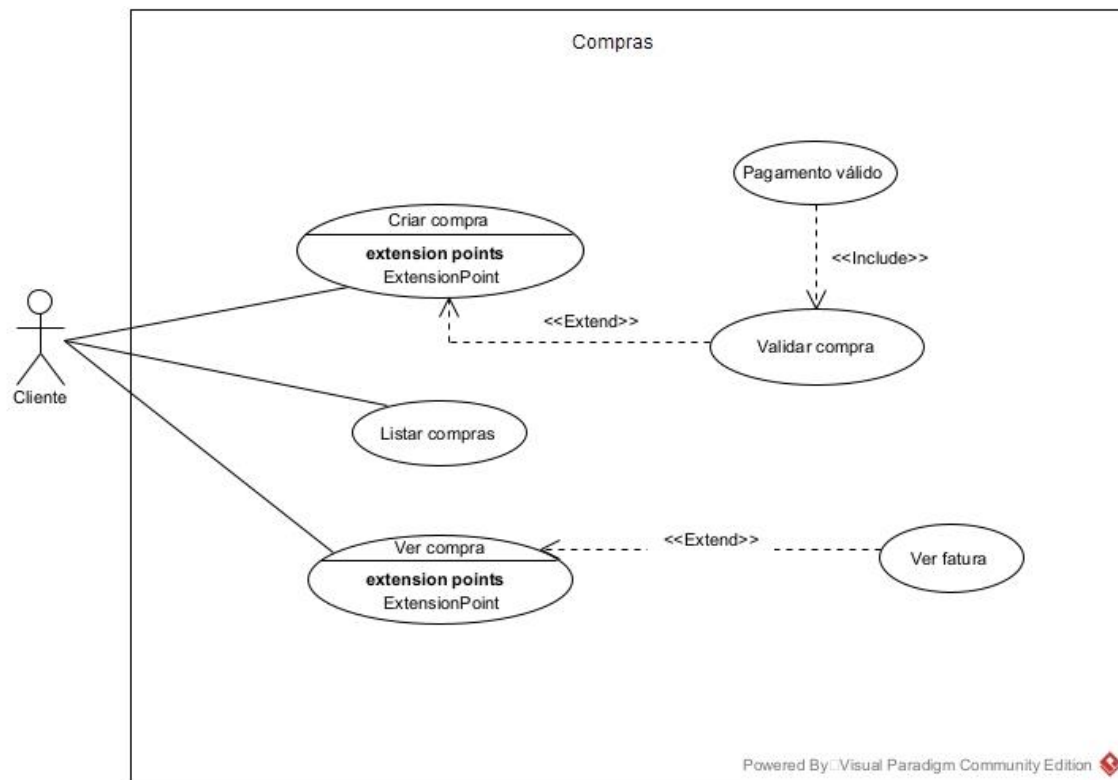 Compras
Pagamento válido
Criar compra
extension points
ExtensionPoint
<<Include>>
<<Extend>>
Validar compra
Cliente
Listar compras
Ver compra
extension points
ExtensionPoint
<<Extend>>
Ver fatura
Powered By Visual Paradigm Community Edition